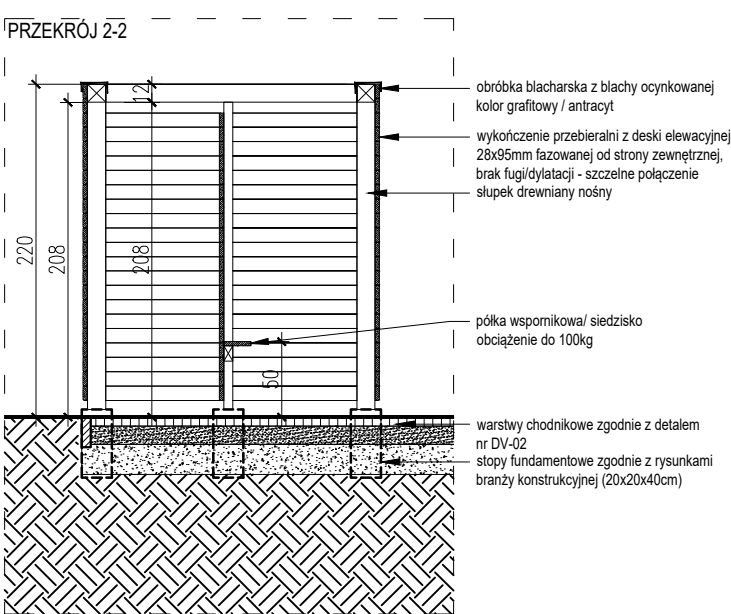 PRZEKRÓJ 2-2
obróbka blacharska z blachy ocynkowanej
kolor grafitowy / antracyt
wykończenie przebieralni z deski elewacyjnej
28x95mm fazowanej od strony zewnętrznej,
brak fugi/dylatacji - szczelne połączenie
słupek drewniany nośny
półka wspornikowa/ siedzisko
obciążenie do 100kg
warstwy chodnikowe zgodnie z detalem
nr DV-02
stopy fundamentowe zgodnie z rysunkami
branży konstrukcyjnej (20x20x40cm)
220
208
12
208
50